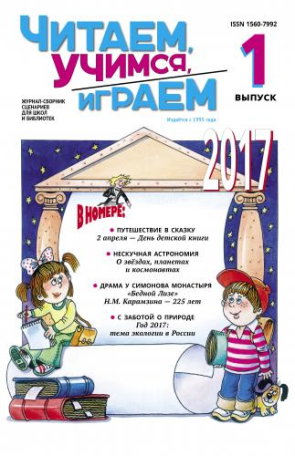 ISSN 1560-7992
Читаем,
учимся,
играем
ЖУРНАЛ-СБОРНИК
СЦЕНАРИЕВ
ДЛЯ ШКОЛ
И БИБЛИОТЕК
Издаётся с 1995 года
1
ВЫПУСК
2017
В НОМЕРЕ:
• ПУТЕШЕСТВИЕ В СКАЗКУ
2 апреля — День детской книги
• НЕСКУЧНАЯ АСТРОНОМИЯ
О звёздах, планетах
и космонавтах
• ДРАМА У СИМОНОВА МОНАСТЫРЯ
«Бедной Лизе»
Н.М. Карамзина — 225 лет
• С ЗАБОТОЙ О ПРИРОДЕ
Год 2017:
тема экологии в России